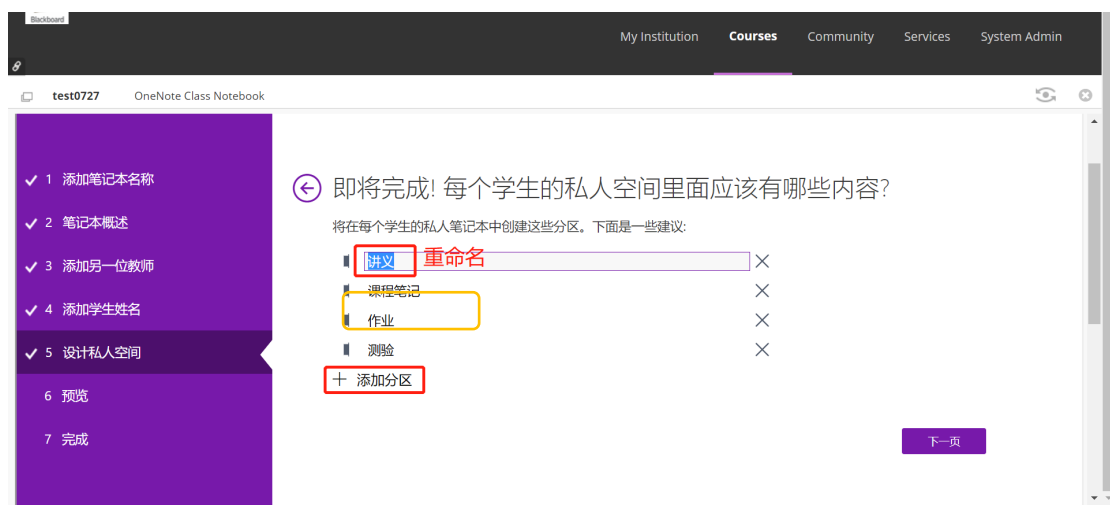 Blackboard
My Institution Courses Community Services System Admin
test0727 OneNote Class Notebook
1 添加笔记本名称
2 笔记本概述
3 添加另一位教师
4 添加学生姓名
5 设计私人空间
6 预览
7 完成
即将完成! 每个学生的私人空间里面应该有哪些内容?
将在每个学生的私人笔记本中创建这些分区。下面是一些建议:
讲义 重命名
课程笔记
作业
测验
添加分区
下一页